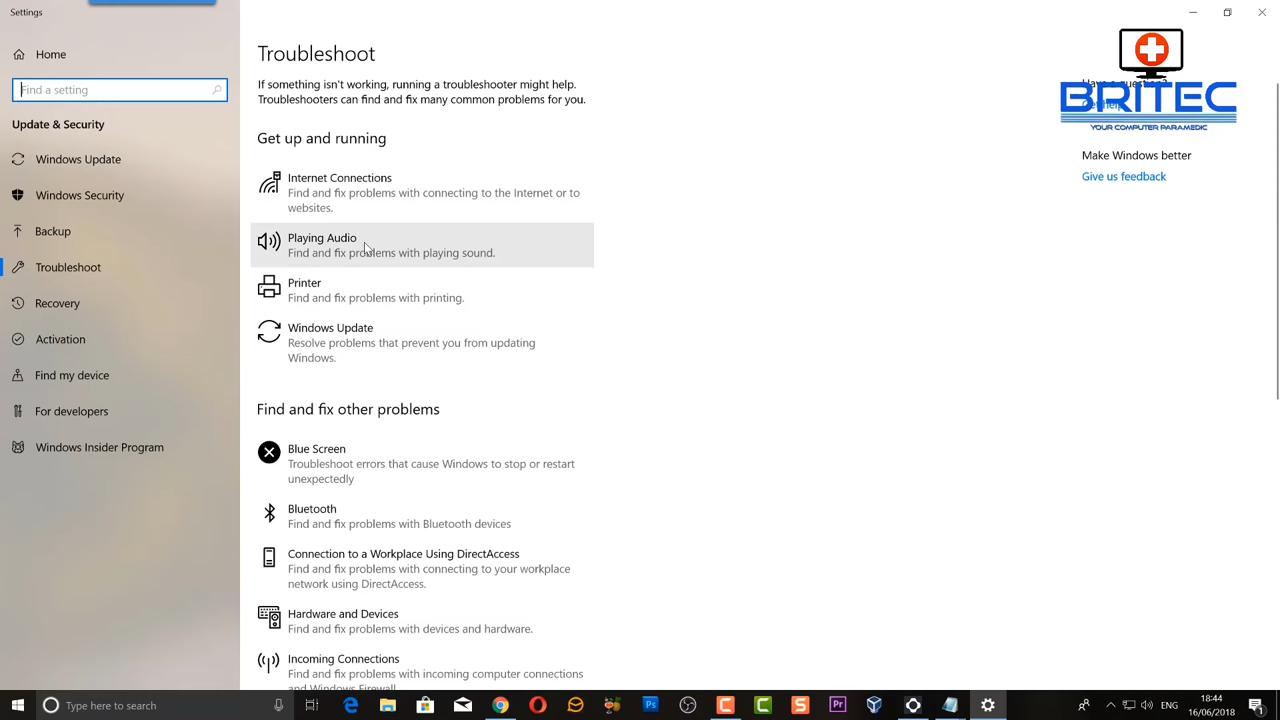 Settings
Home
Find a setting
Update & Security
Windows Update
Windows Security
Backup
Troubleshoot
Recovery
Activation
Find my device
For developers
Windows Insider Program
Troubleshoot
If something isn't working, running a troubleshooter might help.
Troubleshooters can find and fix many common problems for you.
Get up and running
Internet Connections
Find and fix problems with connecting to the Internet or to
websites.
Playing Audio
Find and fix problems with playing sound.
Printer
Find and fix problems with printing.
Windows Update
Resolve problems that prevent you from updating
Windows.
Find and fix other problems
Blue Screen
Troubleshoot errors that cause Windows to stop or restart
unexpectedly
Bluetooth
Find and fix problems with Bluetooth devices
Connection to a Workplace Using DirectAccess
Find and fix problems with connecting to your workplace
network using DirectAccess.
Hardware and Devices
Find and fix problems with devices and hardware.
Incoming Connections
Find and fix problems with incoming computer connections
and Windows Firewall.
Have a question?
BRITEC
YOUR COMPUTER PARAMEDIC
Make Windows better
Give us feedback
Type here to search
Ps
C
C
S
Pr
ENG
18:44
16/06/2018
1